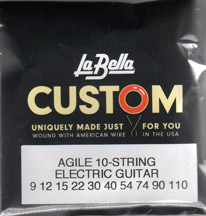 La Bella
CUSTOM
UNIQUELY MADE JUST FOR YOU
WOUND WITH AMERICAN WIRE IN THE USA
AGILE 10-STRING
ELECTRIC GUITAR
9 12 15 22 30 40 54 74 90 110